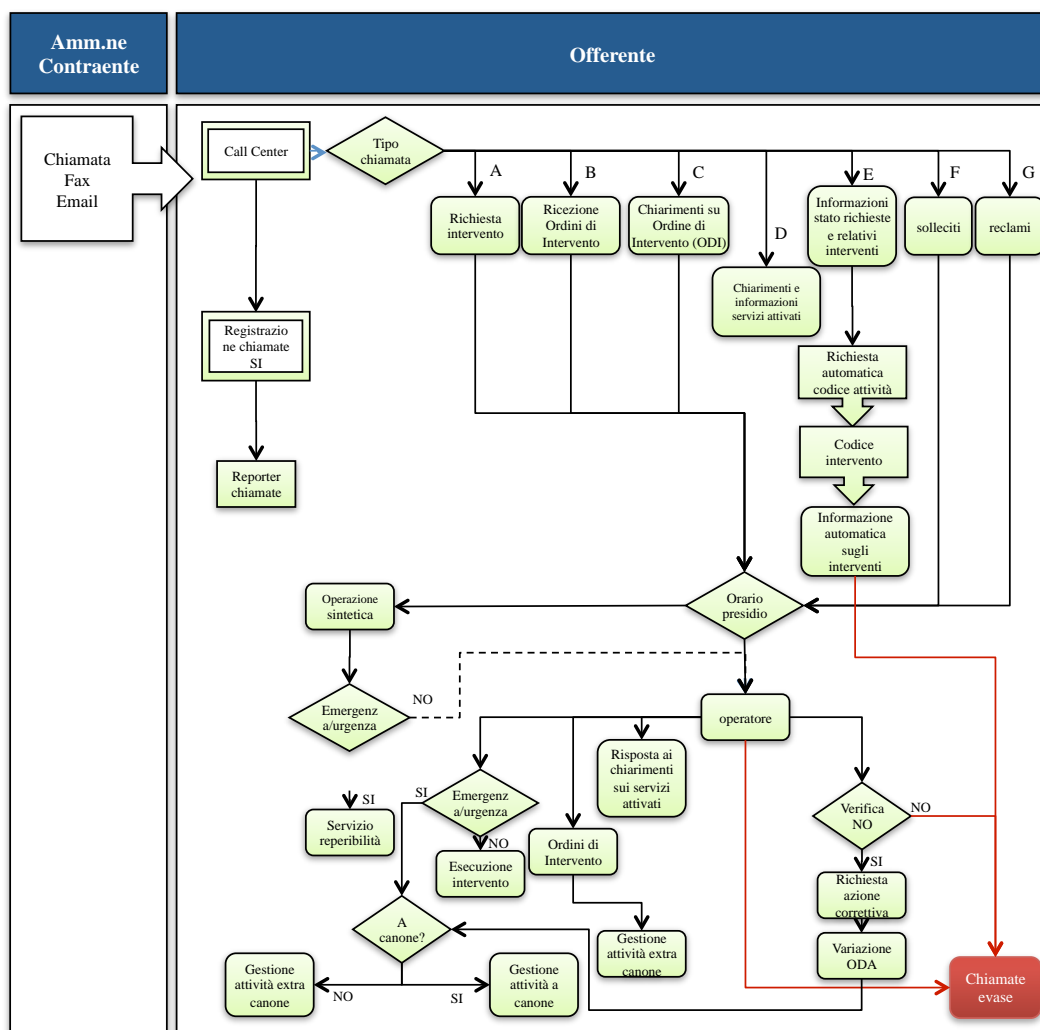 Amm.ne
Contraente
Offerente
Chiamata
Fax
Email
Call Center
Tipo
chiamata
A
B
C
D
E
F
G
Richiesta
intervento
Ricezione
Ordini di
Intervento
Chiarimenti su
Ordine di
Intervento (ODI)
Chiarimenti e
informazioni
servizi attivati
Informazioni
stato richieste
e relativi
interventi
solleciti
reclami
Registrazio
ne chiamate
SI
Reporter
chiamate
Richiesta
automatica
codice attività
Codice
intervento
Informazione
automatica
sugli
interventi
Orario
presidio
Operazione
sintetica
Emergenz
a/urgenza
NO
SI
Servizio
reperibilità
operatore
Emergenz
a/urgenza
SI
NO
Esecuzione
intervento
Ordini di
Intervento
Risposta ai
chiarimenti
sui servizi
attivati
Verifica
NO
NO
SI
Richiesta
azione
correttiva
Variazione
ODA
A
canone?
Gestione
attività extra
canone
NO
SI
Gestione
attività a
canone
Gestione
attività extra
canone
Chiamate
evase